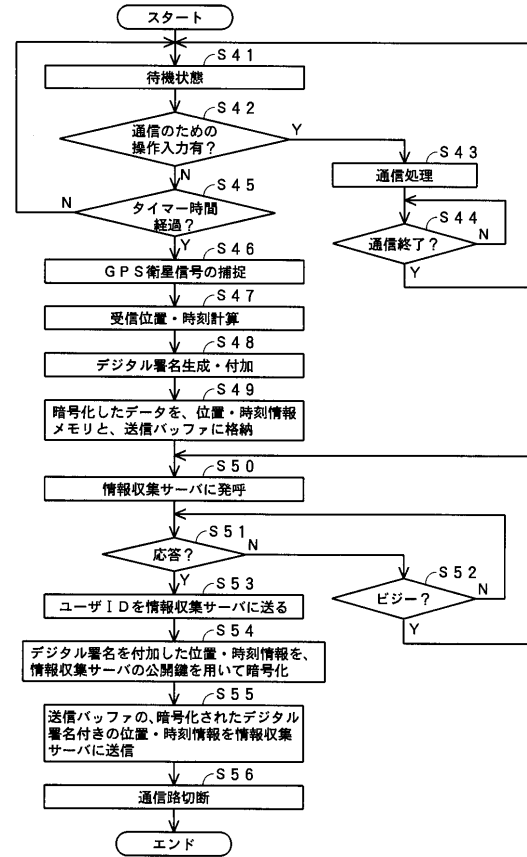 スタート
S41
待機状態
S42
通信のための
操作入力有？
Y
N
S43
通信処理
S44
通信終了？
N
Y
S45
タイマー時間
経過？
N
Y
S46
GPS衛星信号の捕捉
S47
受信位置・時刻計算
S48
デジタル署名生成・付加
S49
暗号化したデータを、位置・時刻情報
メモリと、送信バッファに格納
S50
情報収集サーバに発呼
S51
応答？
N
Y
S52
ビジー？
N
Y
S53
ユーザIDを情報収集サーバに送る
S54
デジタル署名を付加した位置・時刻情報を、
情報収集サーバの公開鍵を用いて暗号化
S55
送信バッファの、暗号化されたデジタル
署名付きの位置・時刻情報を情報収集
サーバに送信
S56
通信路切断
エンド